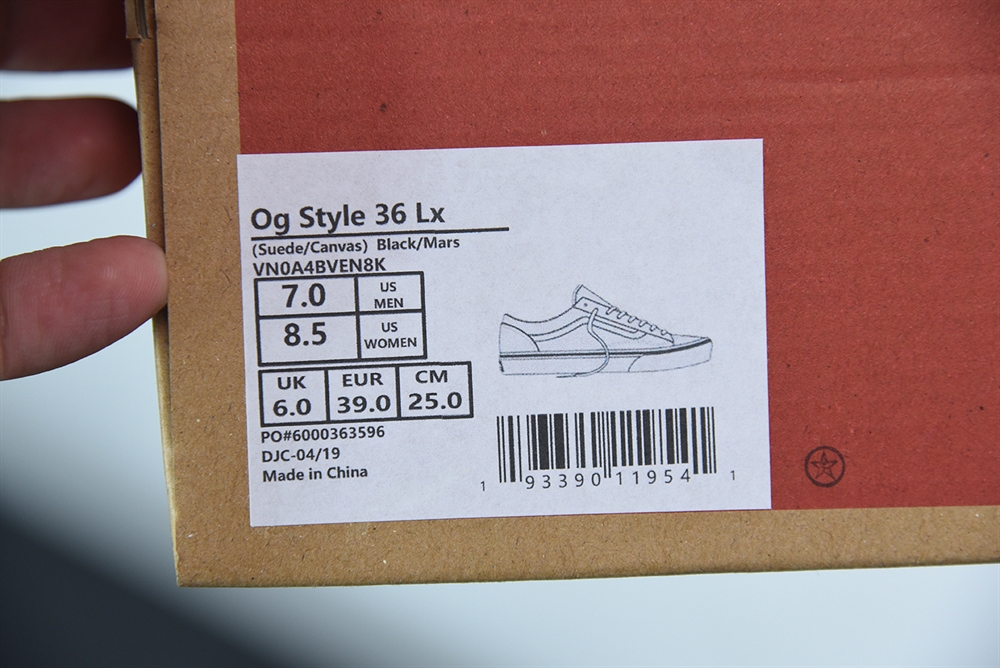 Og Style 36 Lx
(Suede/Canvas) Black/Mars
VN0A4BVEN8K
7.0 US MEN
8.5 US WOMEN
UK EUR CM
6.0 39.0 25.0
PO#6000363596
DJC-04/19
Made in China
1 93390 11954 1